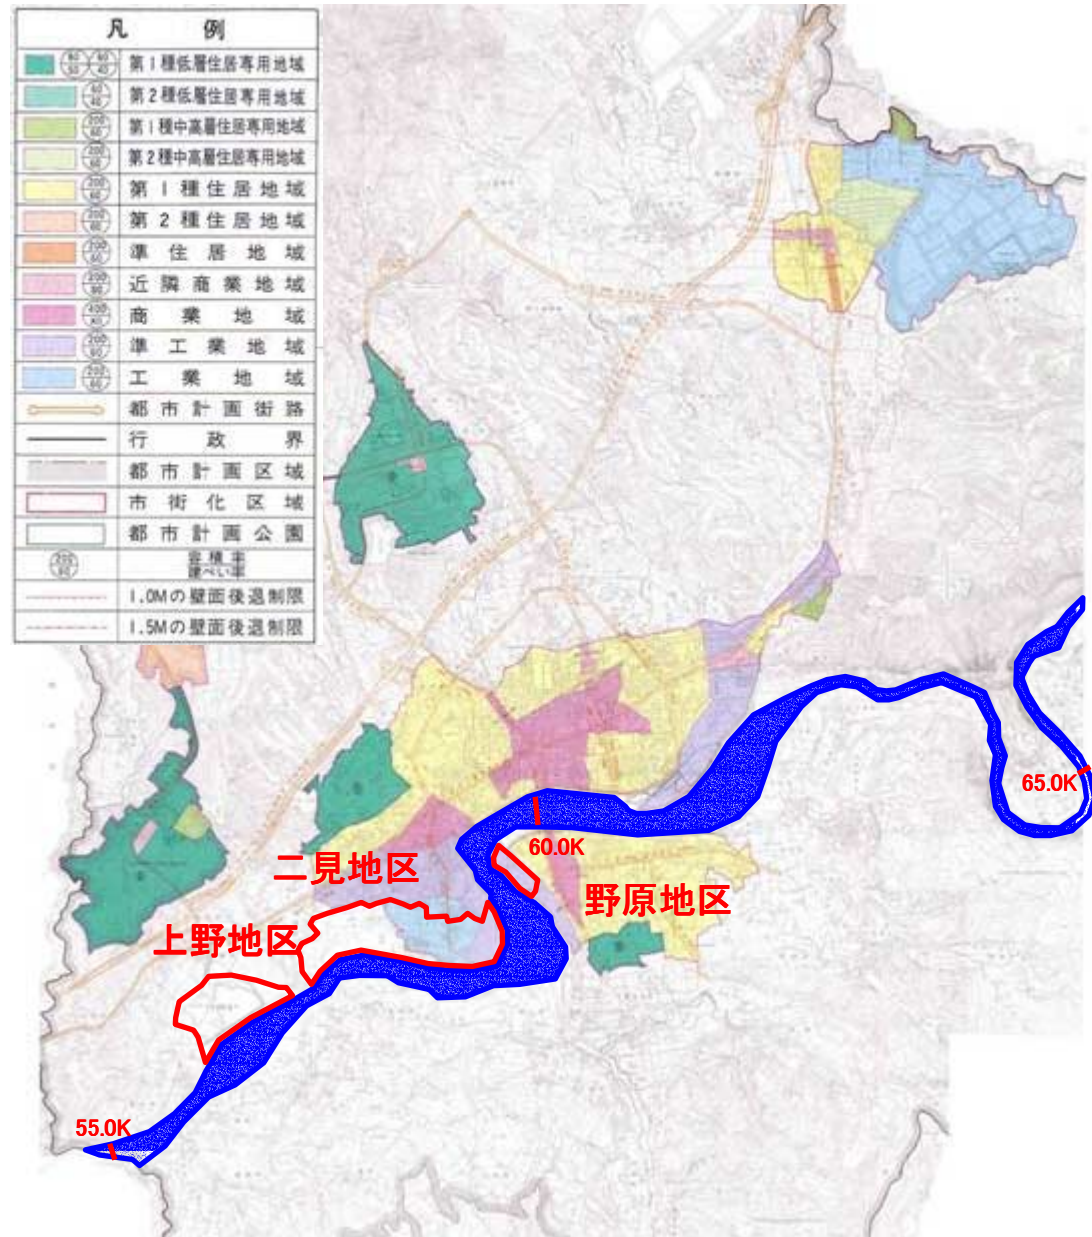 凡例
第1種低層住居専用地域
第2種低層住居専用地域
第1種中高層住居専用地域
第2種中高層住居専用地域
第1種住居地域
第2種住居地域
準住居地域
近隣商業地域
商業地域
準工業地域
工業地域
都市計画街路
行政界
都市計画区域
市街化区域
都市計画公園
容積率
建ぺい率
1.0Mの壁面後退制限
1.5Mの壁面後退制限
65.0K
60.0K
二見地区
野原地区
上野地区
55.0K